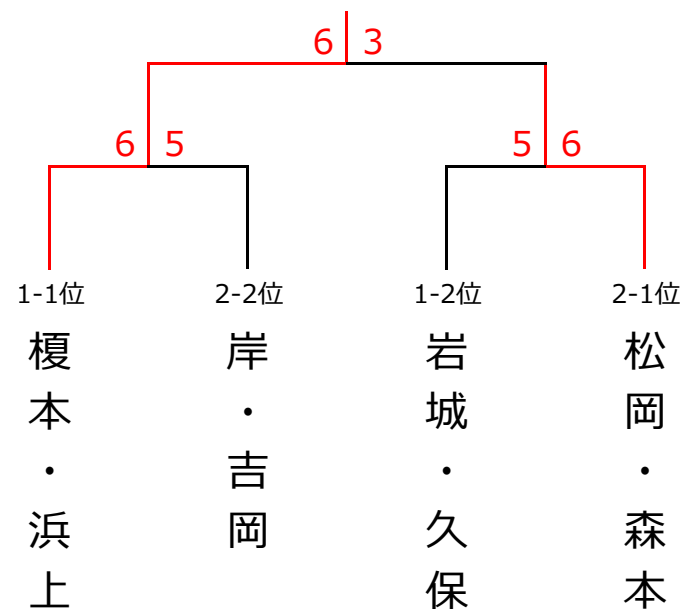 6 3
6 5
5 6
1-1位
2-2位
1-2位
2-1位
榎本・浜上
岸・吉岡
岩城・久保
松岡・森本